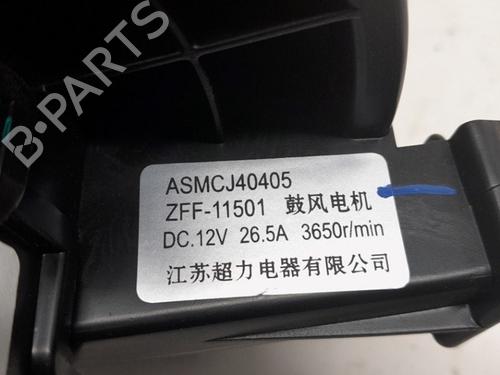 B-PARTS
ASMCJ40405
ZFF-11501 鼓风电机
DC.12V 26.5A 3650r/min
江苏超力电器有限公司